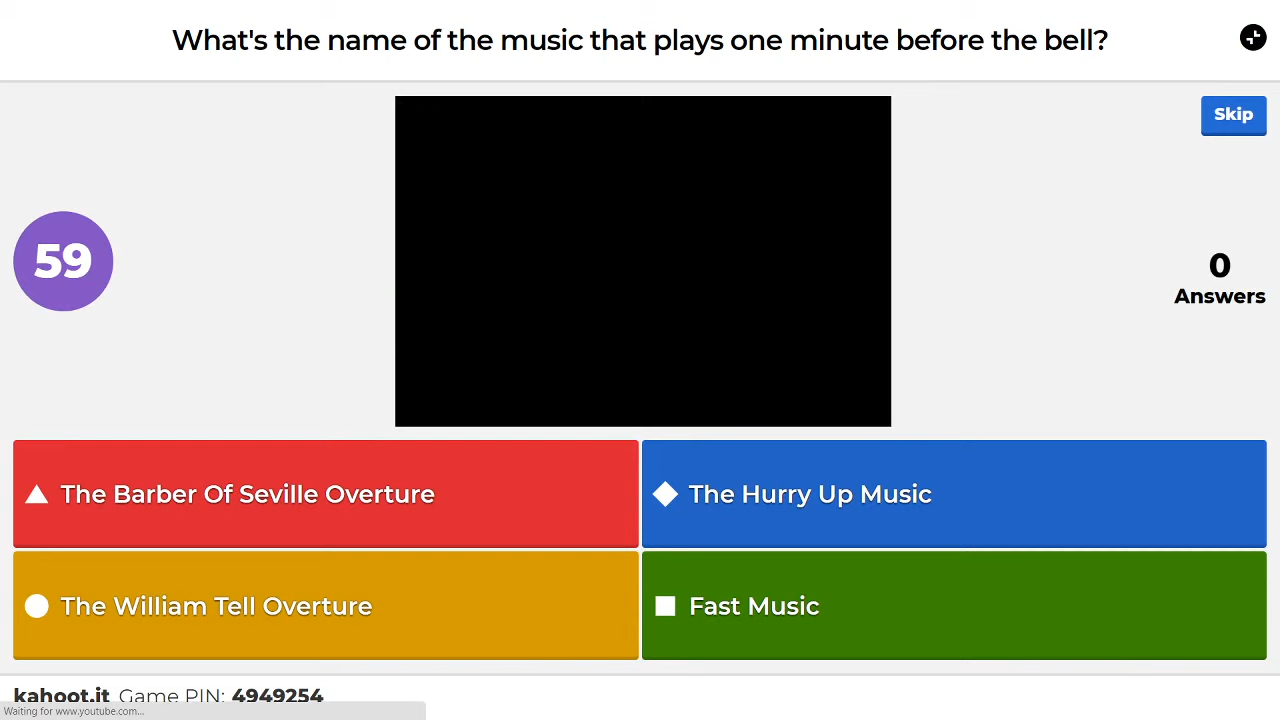 What's the name of the music that plays one minute before the bell?
Skip
59
0
Answers
The Barber Of Seville Overture
The Hurry Up Music
The William Tell Overture
Fast Music
kahoot.it Game PIN: 4949254
Waiting for www.youtube.com...